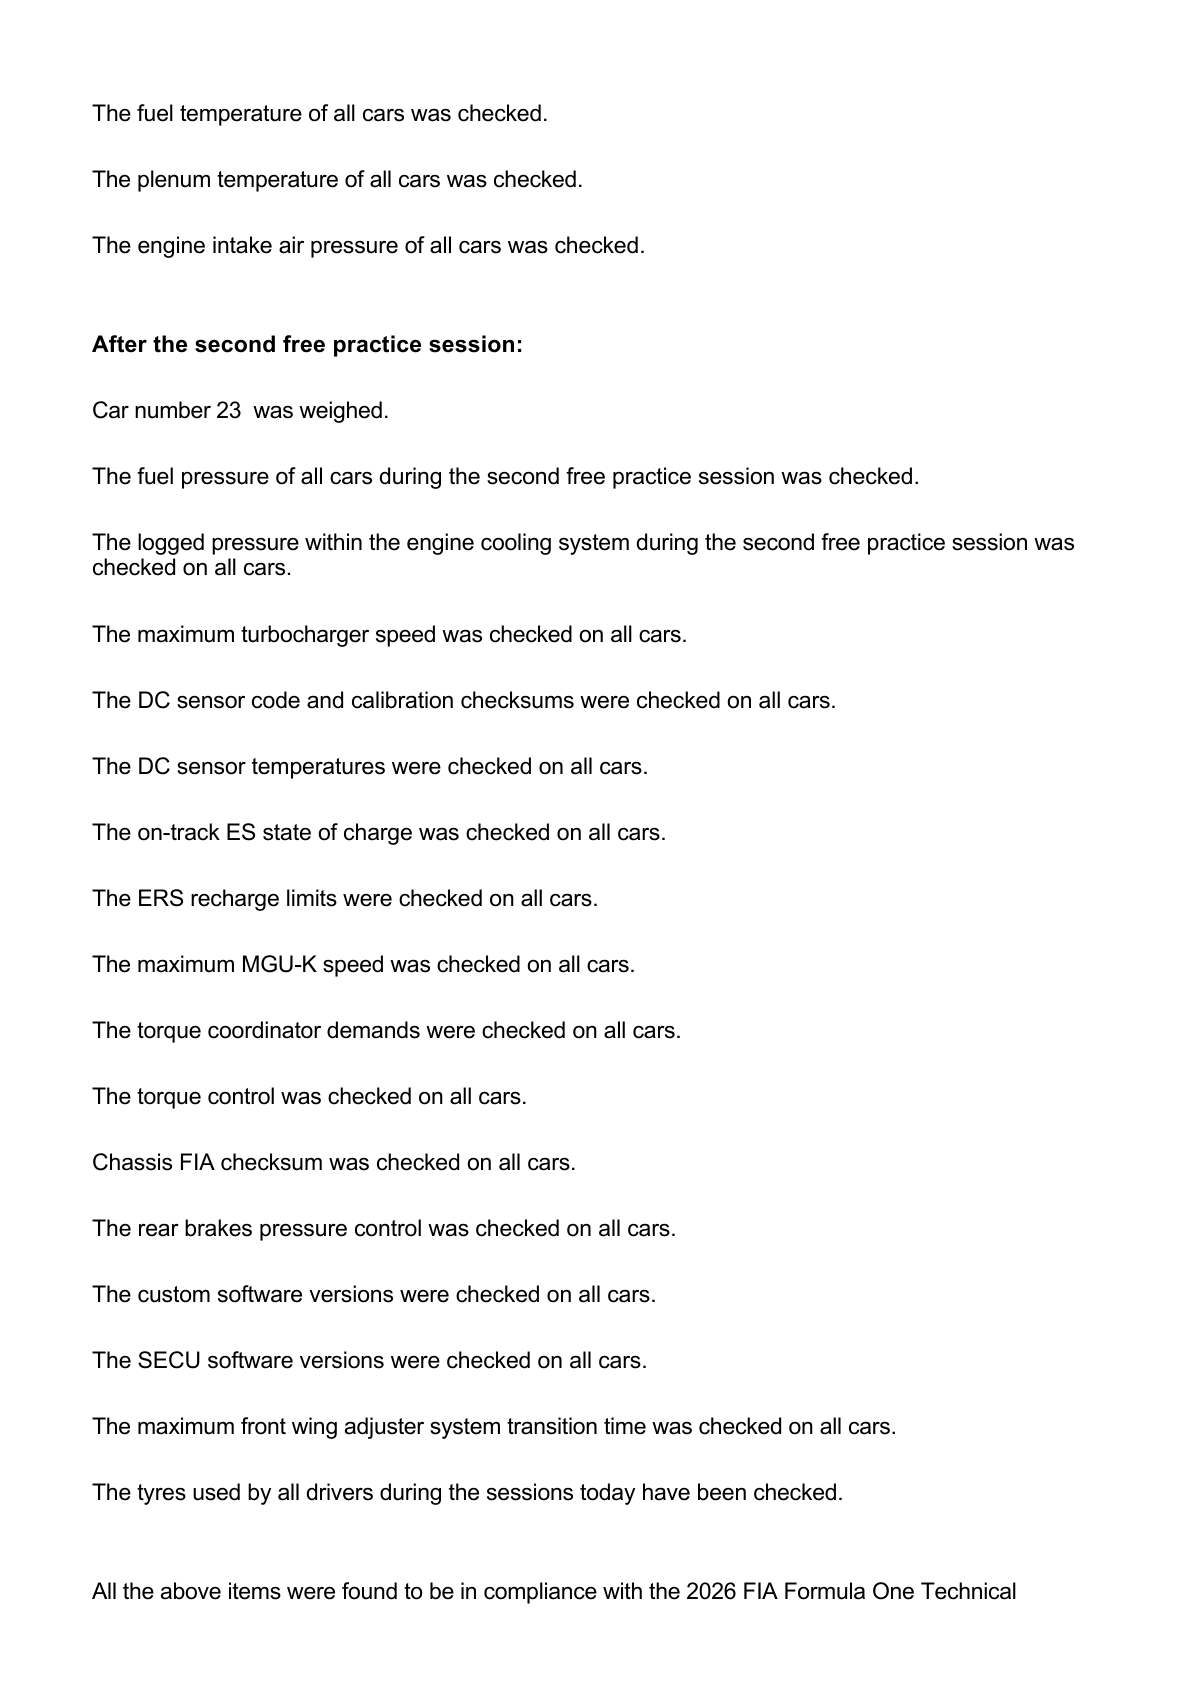 The fuel temperature of all cars was checked.
The plenum temperature of all cars was checked.
The engine intake air pressure of all cars was checked.
After the second free practice session:
Car number 23  was weighed.
The fuel pressure of all cars during the second free practice session was checked.
The logged pressure within the engine cooling system during the second free practice session was
checked on all cars.
The maximum turbocharger speed was checked on all cars.
The DC sensor code and calibration checksums were checked on all cars.
The DC sensor temperatures were checked on all cars.
The on-track ES state of charge was checked on all cars.
The ERS recharge limits were checked on all cars.
The maximum MGU-K speed was checked on all cars.
The torque coordinator demands were checked on all cars.
The torque control was checked on all cars.
Chassis FIA checksum was checked on all cars.
The rear brakes pressure control was checked on all cars.
The custom software versions were checked on all cars.
The SECU software versions were checked on all cars.
The maximum front wing adjuster system transition time was checked on all cars.
The tyres used by all drivers during the sessions today have been checked.
All the above items were found to be in compliance with the 2026 FIA Formula One Technical